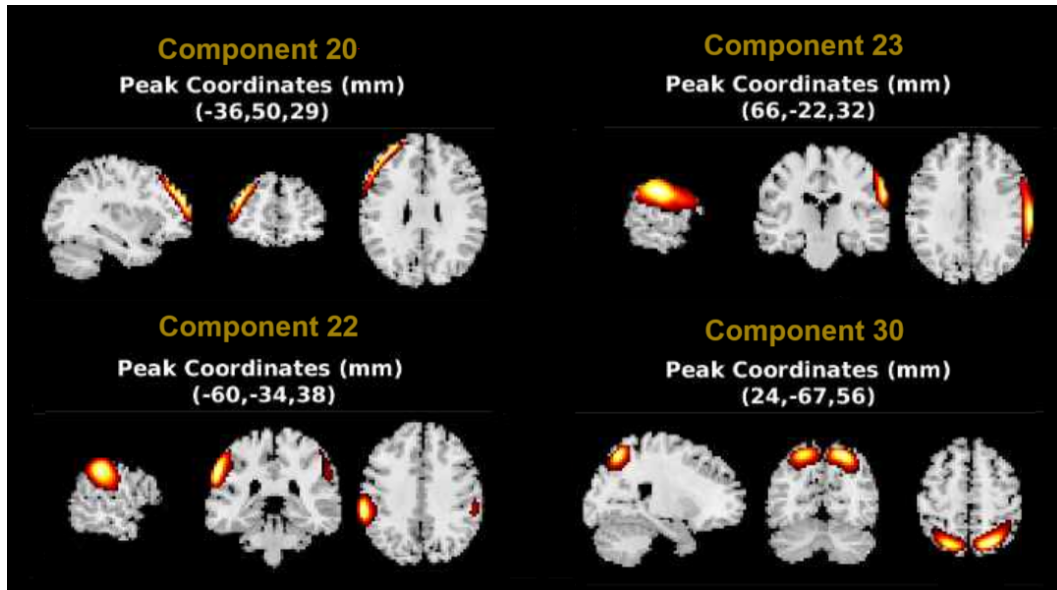 Component 20
Peak Coordinates (mm)
(-36,50,29)
Component 23
Peak Coordinates (mm)
(66,-22,32)
Component 22
Peak Coordinates (mm)
(-60,-34,38)
Component 30
Peak Coordinates (mm)
(24,-67,56)